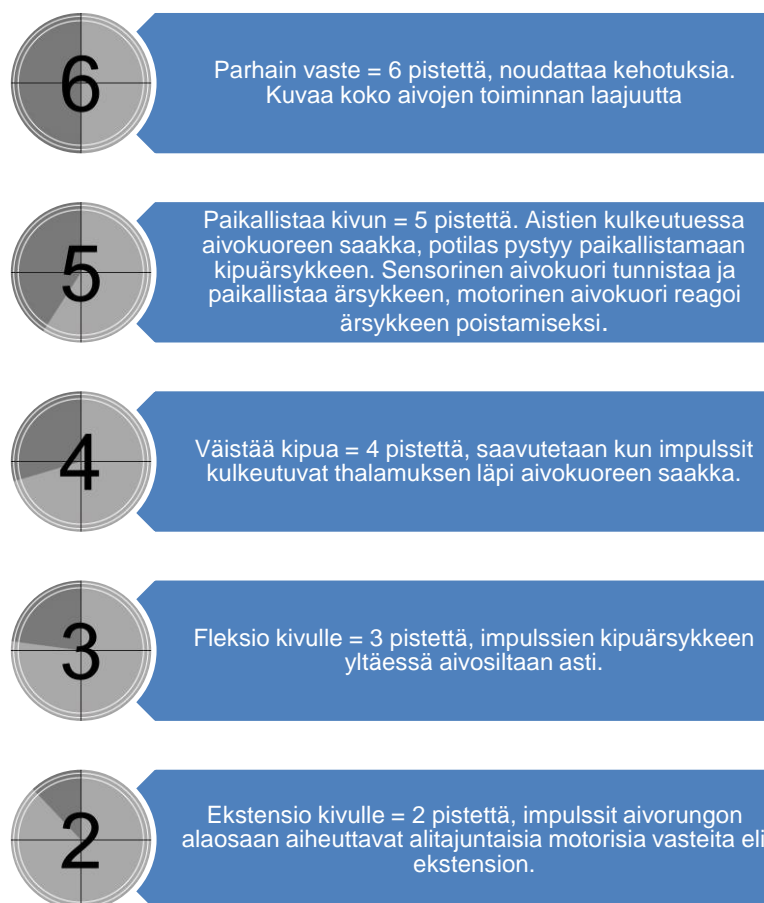 6
Parhain vaste = 6 pistettä, noudattaa kehotuksia.
Kuvaa koko aivojen toiminnan laajuutta
5
Paikallistaa kivun = 5 pistettä. Aistien kulkeutuessa
aivokuoreen saakka, potilas pystyy paikallistamaan
kipuärsykkeen. Sensorinen aivokuori tunnistaa ja
paikallistaa ärsykkeen, motorinen aivokuori reagoi
ärsykkeen poistamiseksi.
4
Väistää kipua = 4 pistettä, saavutetaan kun impulssit
kulkeutuvat thalamuksen läpi aivokuoreen saakka.
3
Fleksio kivulle = 3 pistettä, impulssien kipuärsykkeen
yltäessä aivosiltaan asti.
2
Ekstensio kivulle = 2 pistettä, impulssit aivorungon
alaosaan aiheuttavat alitajuntaisia motorisia vasteita eli
ekstension.